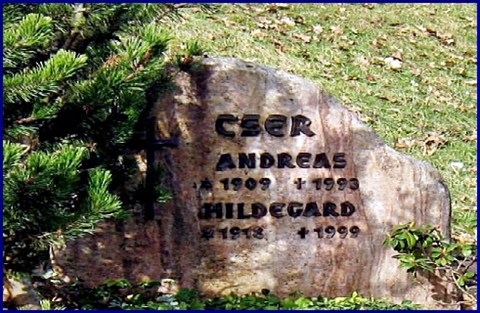 CSER
ANDREAS
* 1909 † 1993
HILDEGARD
* 1918 † 1999